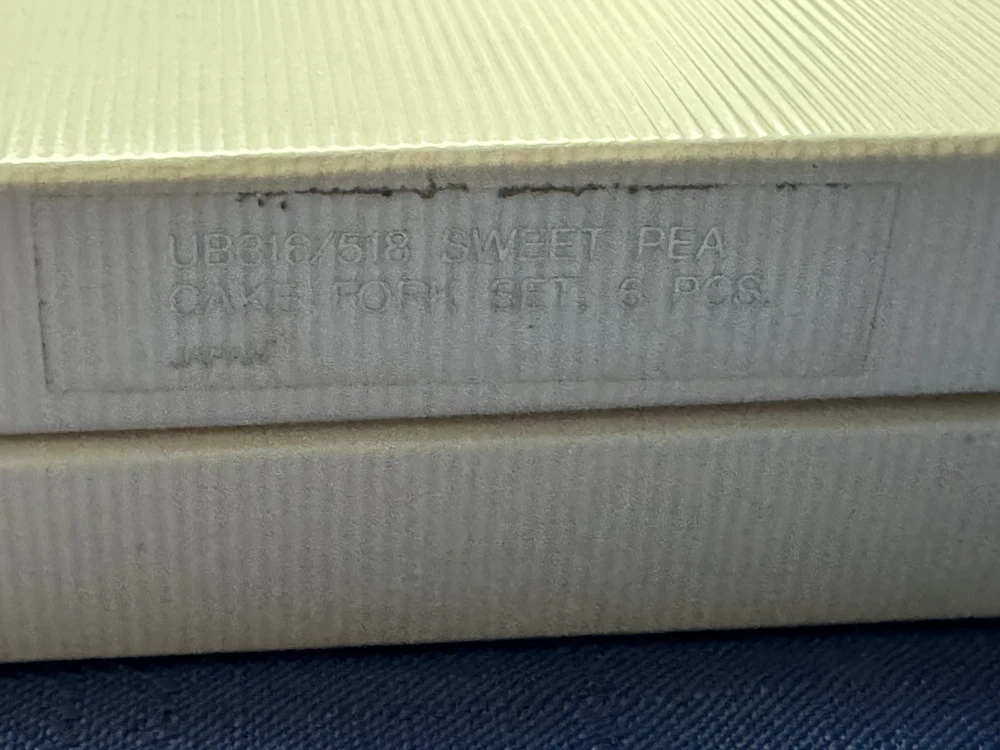 UB316/518 SWEET PEA
CAKE FORK SET, 6 PCS.
JAPAN